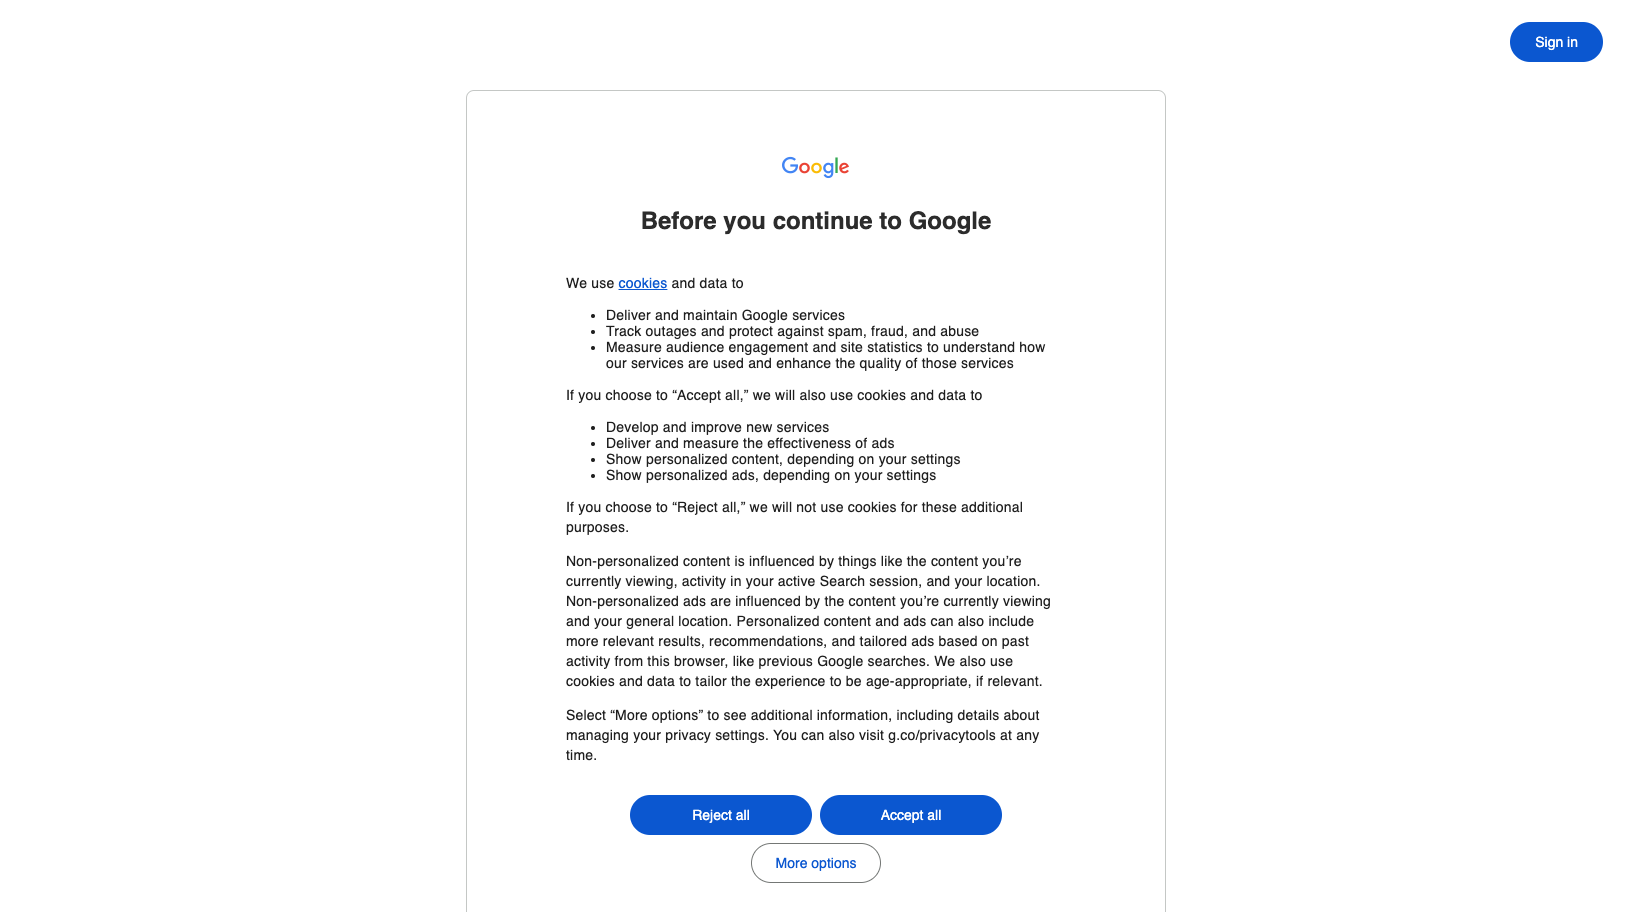 Sign in
Google
Before you continue to Google
We use cookies and data to
Deliver and maintain Google services
Track outages and protect against spam, fraud, and abuse
Measure audience engagement and site statistics to understand how
our services are used and enhance the quality of those services
If you choose to “Accept all,” we will also use cookies and data to
Develop and improve new services
Deliver and measure the effectiveness of ads
Show personalized content, depending on your settings
Show personalized ads, depending on your settings
If you choose to “Reject all,” we will not use cookies for these additional
purposes.
Non-personalized content is influenced by things like the content you’re
currently viewing, activity in your active Search session, and your location.
Non-personalized ads are influenced by the content you’re currently viewing
and your general location. Personalized content and ads can also include
more relevant results, recommendations, and tailored ads based on past
activity from this browser, like previous Google searches. We also use
cookies and data to tailor the experience to be age-appropriate, if relevant.
Select “More options” to see additional information, including details about
managing your privacy settings. You can also visit g.co/privacytools at any
time.
Reject all
Accept all
More options